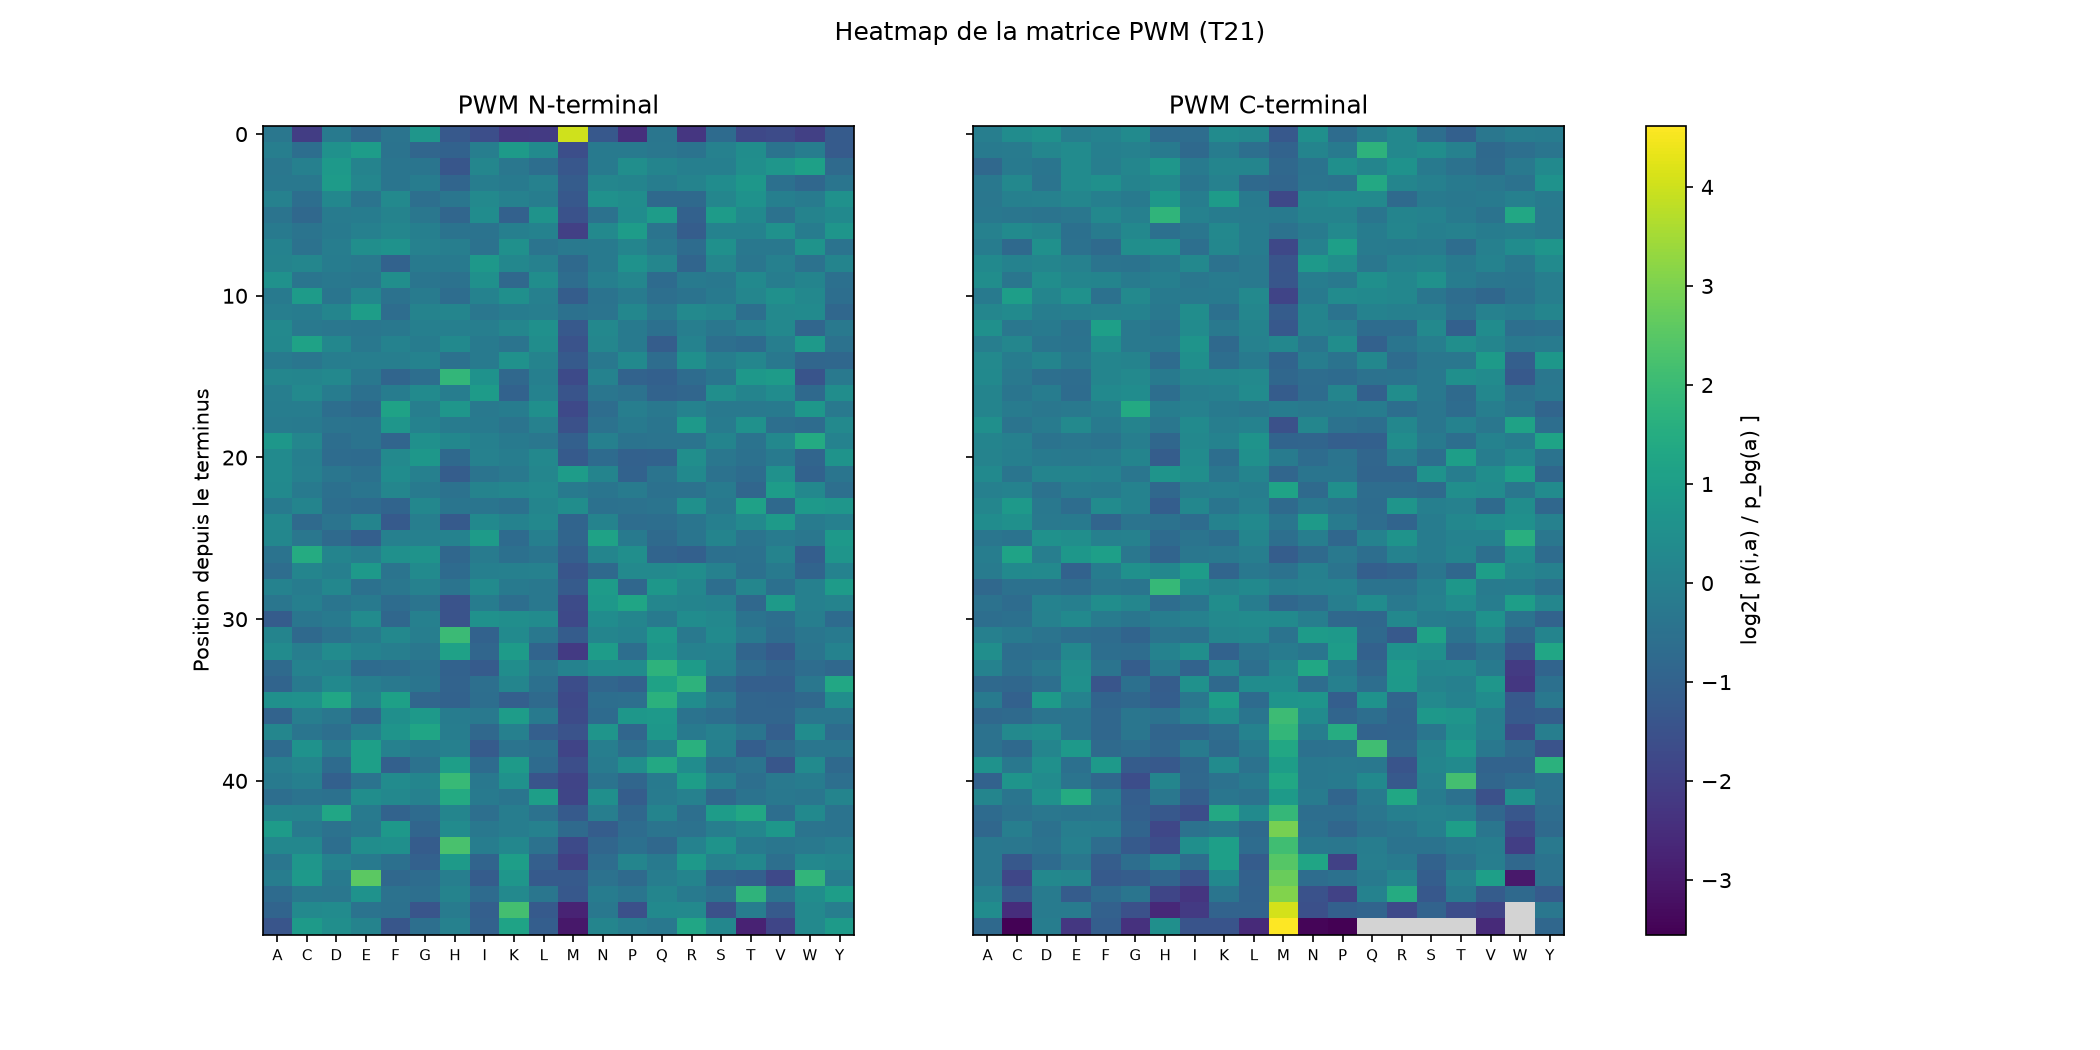 Heatmap de la matrice PWM (T21)
PWM N-terminal
PWM C-terminal
Position depuis le terminus
0
10
20
30
40
A C D E F G H I K L M N P Q R S T V W Y
A C D E F G H I K L M N P Q R S T V W Y
4
3
2
1
0
−1
−2
−3
log2[ p(i,a) / p_bg(a) ]